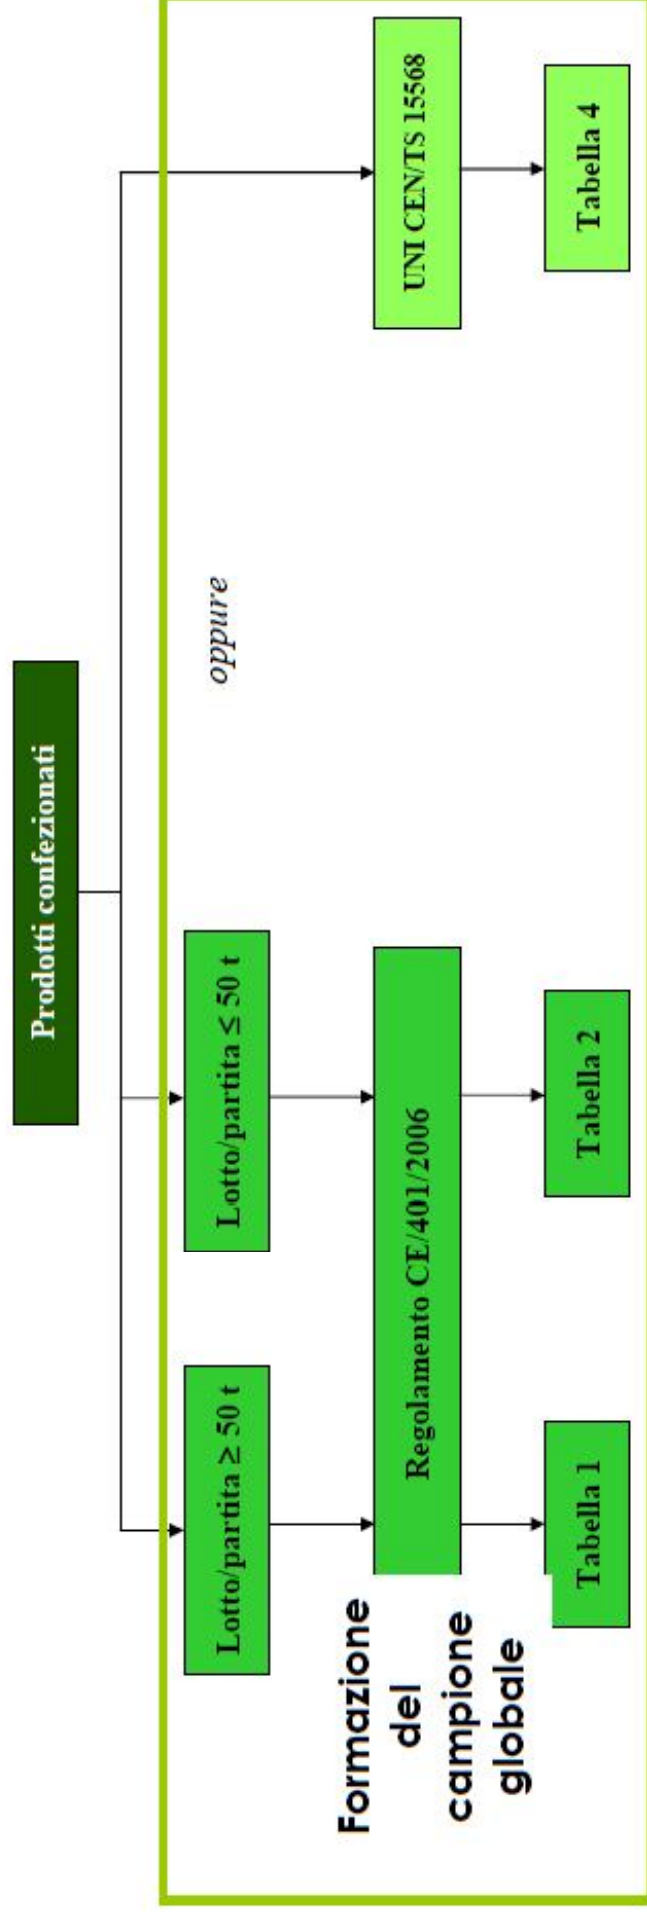 Prodotti confezionati
Lotto/partita ≥ 50 t
Lotto/partita ≤ 50 t
oppure
Formazione
del
campione
globale
Regolamento CE/401/2006
UNI CEN/TS 15568
Tabella 1
Tabella 2
Tabella 4